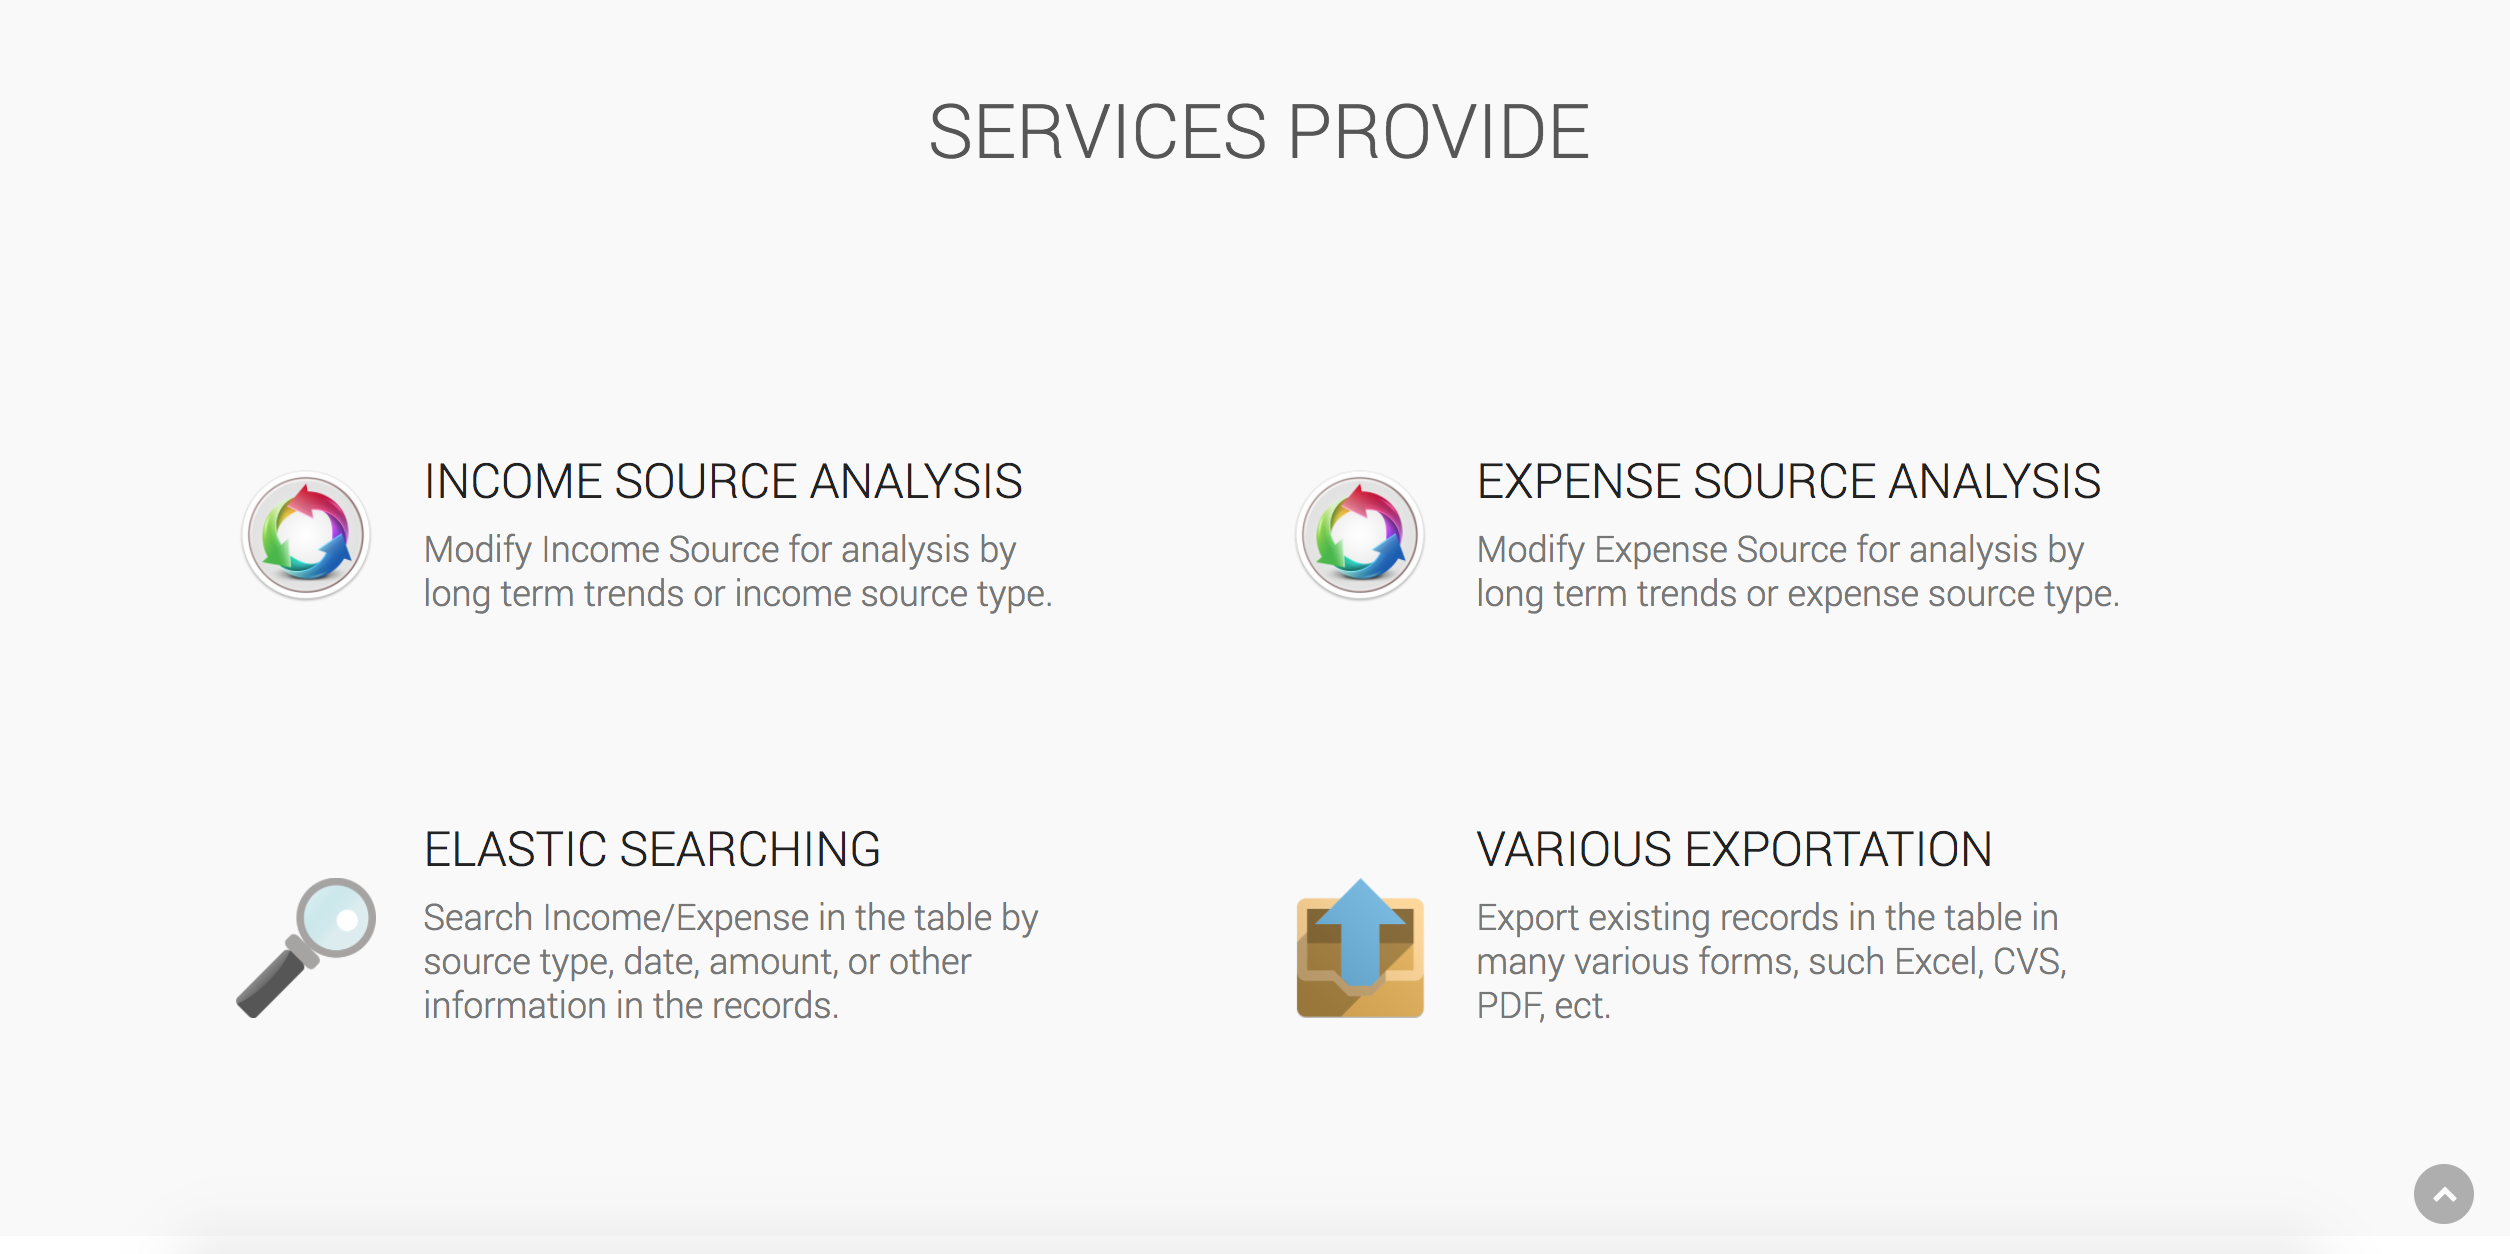 SERVICES PROVIDE
INCOME SOURCE ANALYSIS
Modify Income Source for analysis by
long term trends or income source type.
EXPENSE SOURCE ANALYSIS
Modify Expense Source for analysis by
long term trends or expense source type.
ELASTIC SEARCHING
Search Income/Expense in the table by
source type, date, amount, or other
information in the records.
VARIOUS EXPORTATION
Export existing records in the table in
many various forms, such Excel, CVS,
PDF, ect.